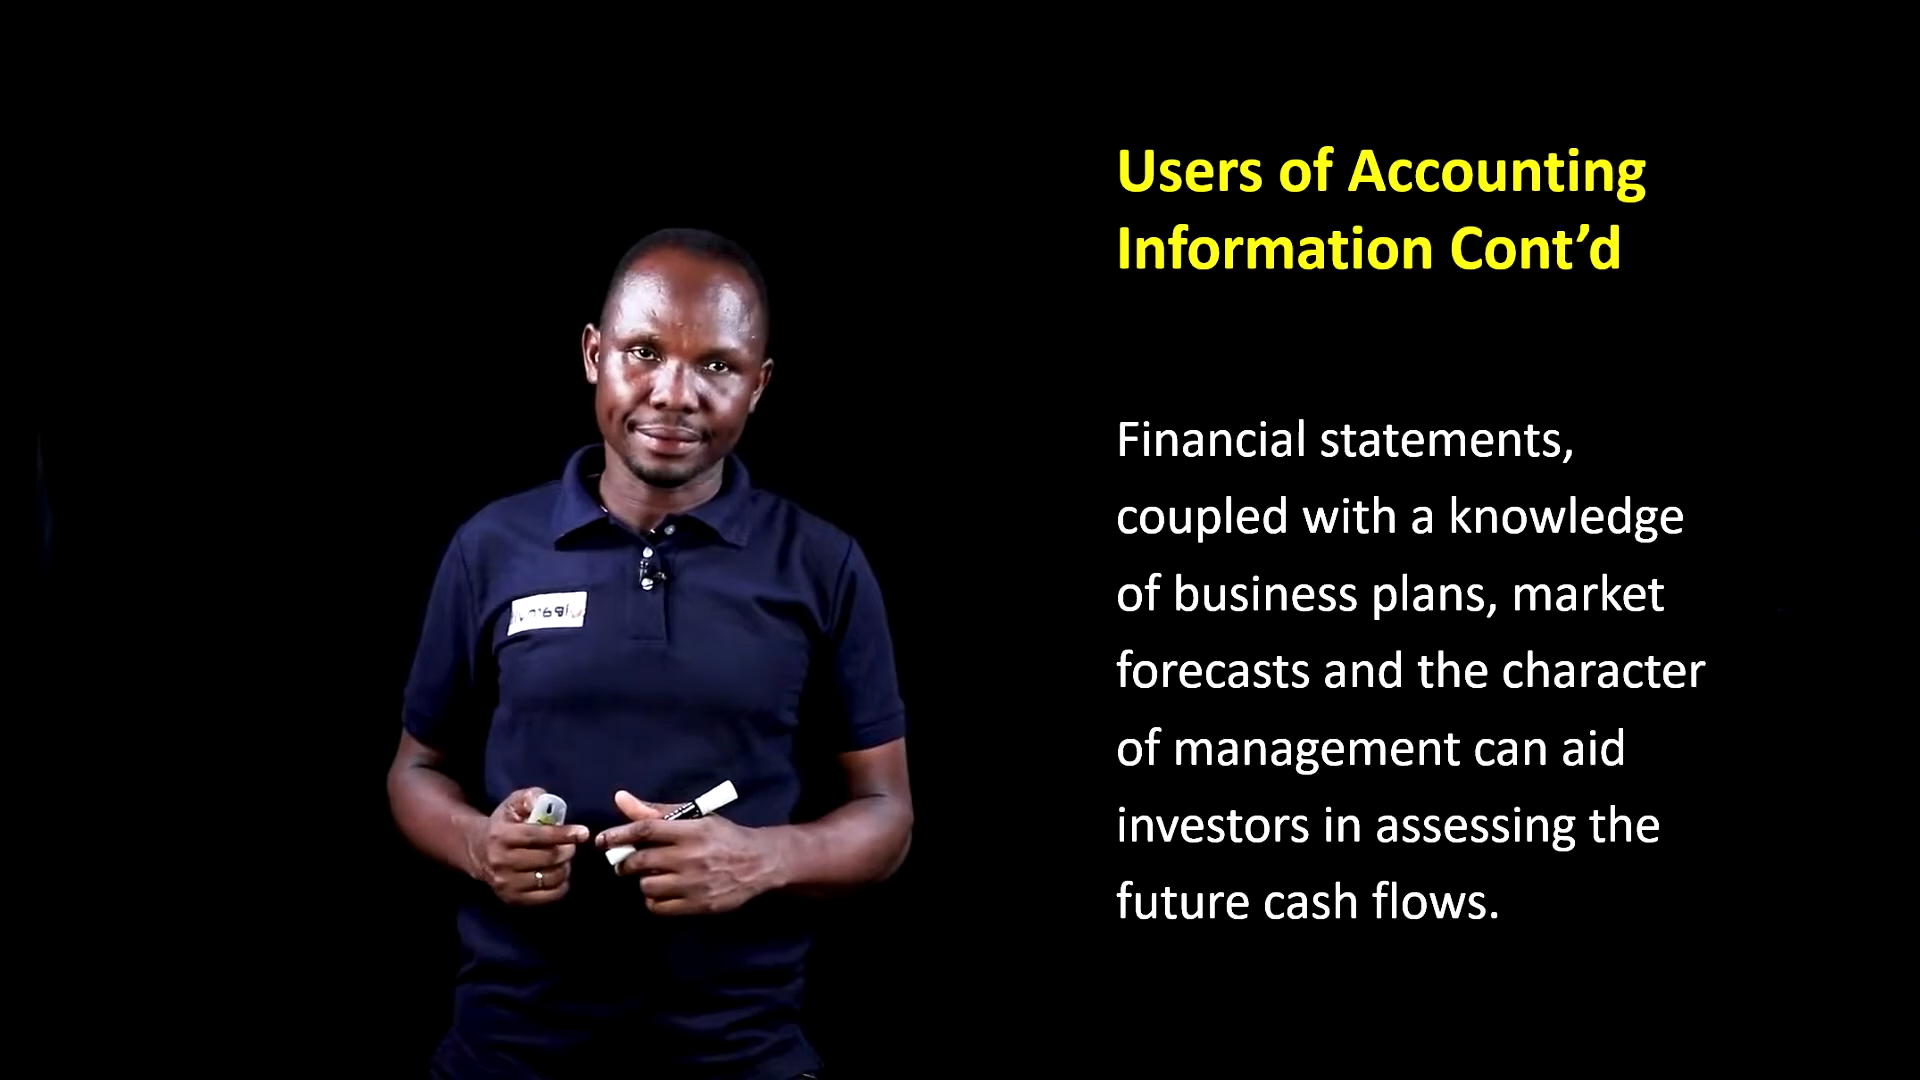 Users of Accounting
Information Cont’d
Financial statements,
coupled with a knowledge
of business plans, market
forecasts and the character
of management can aid
investors in assessing the
future cash flows.